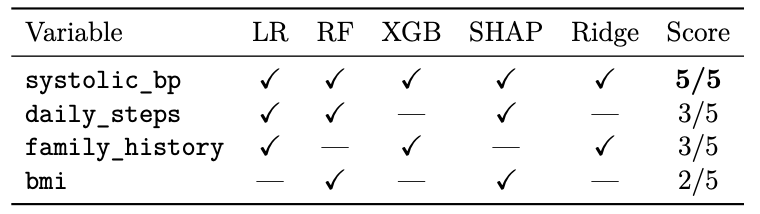 Variable LR RF XGB SHAP Ridge Score
systolic_bp ✓ ✓ ✓ ✓ ✓ 5/5
daily_steps ✓ ✓ — ✓ — 3/5
family_history ✓ — ✓ — ✓ 3/5
bmi — ✓ — ✓ — 2/5